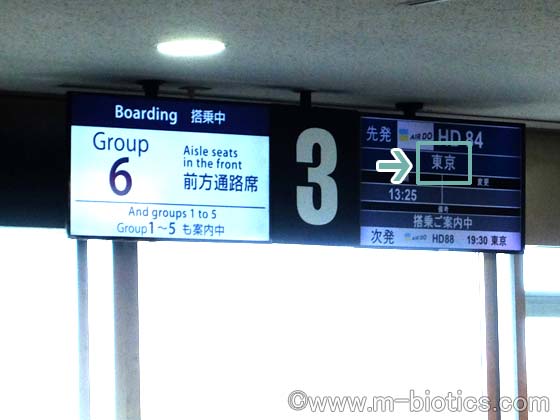 Boarding 搭乗中
Group
6
Aisle seats
in the front
前方通路席
And groups 1 to 5
Group1～5 も案内中
3
先発 AIR DO HD 84
東京
変更
13:25
搭乗ご案内中
次発 AIR DO HD88 19:30 東京
©www.m-biotics.com